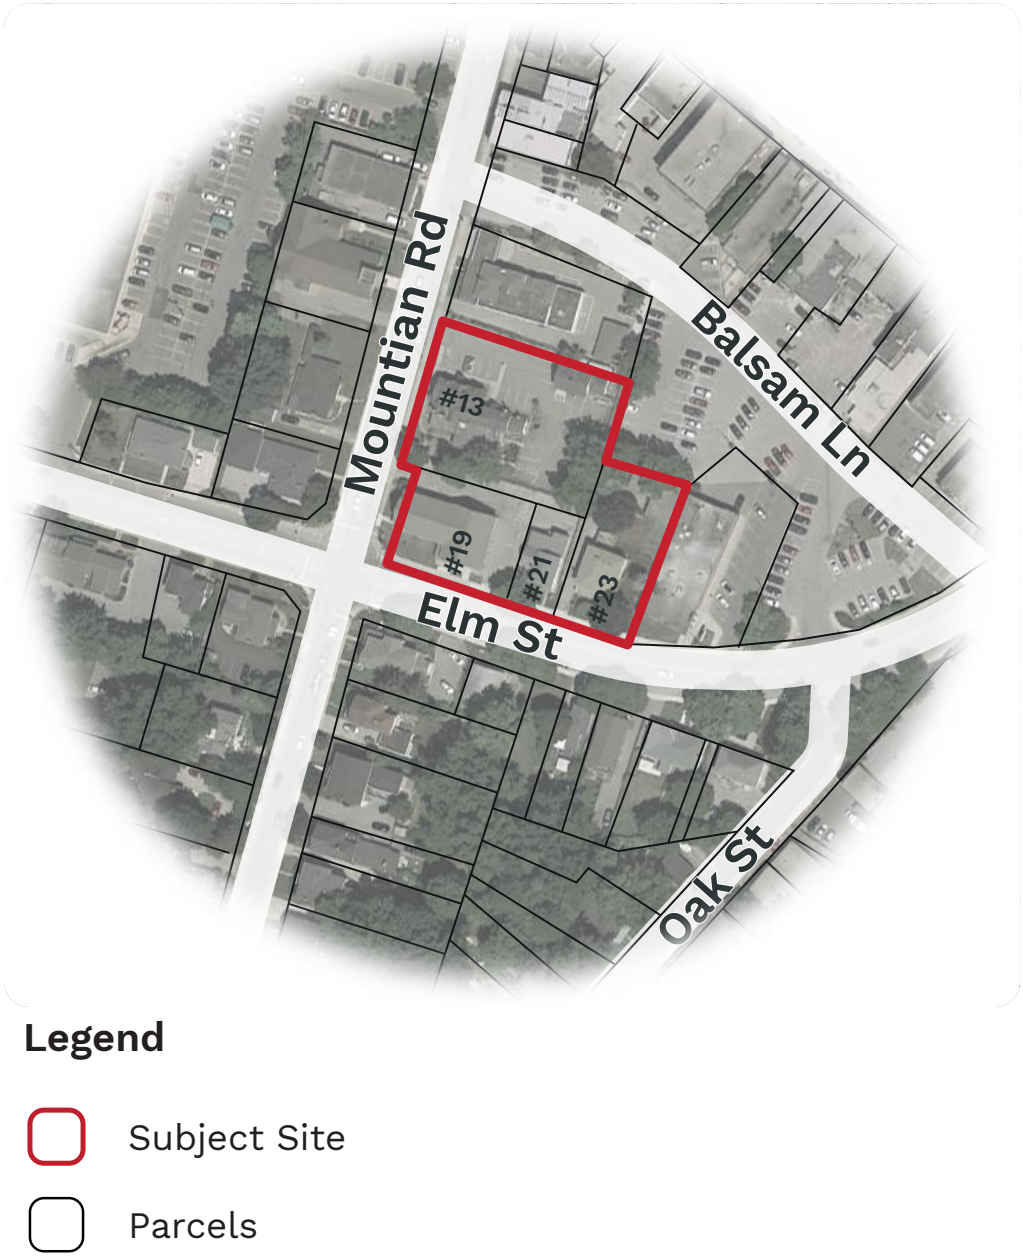 Mountian Rd
Balsam Ln
#13
#19
#21
#23
Elm St
Oak St
Legend
Subject Site
Parcels